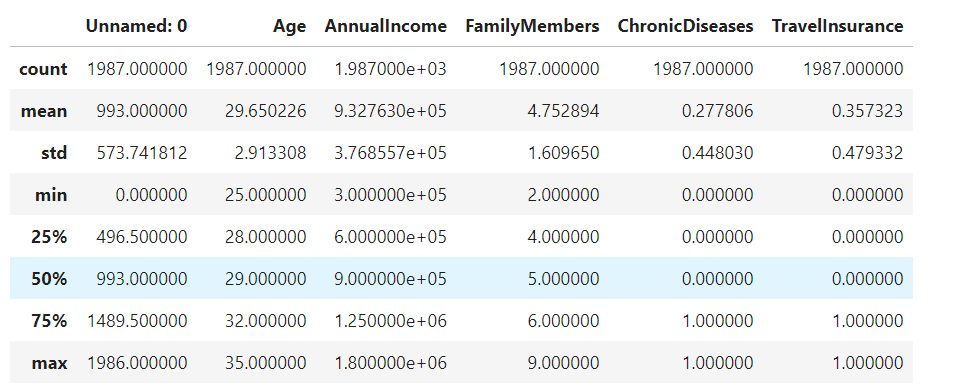 Unnamed: 0 Age AnnualIncome FamilyMembers ChronicDiseases TravelInsurance
count 1987.000000 1987.000000 1.987000e+03 1987.000000 1987.000000 1987.000000
mean 993.000000 29.650226 9.327630e+05 4.752894 0.277806 0.357323
std 573.741812 2.913308 3.768557e+05 1.609650 0.448030 0.479332
min 0.000000 25.000000 3.000000e+05 2.000000 0.000000 0.000000
25% 496.500000 28.000000 6.000000e+05 4.000000 0.000000 0.000000
50% 993.000000 29.000000 9.000000e+05 5.000000 0.000000 0.000000
75% 1489.500000 32.000000 1.250000e+06 6.000000 1.000000 1.000000
max 1986.000000 35.000000 1.800000e+06 9.000000 1.000000 1.000000